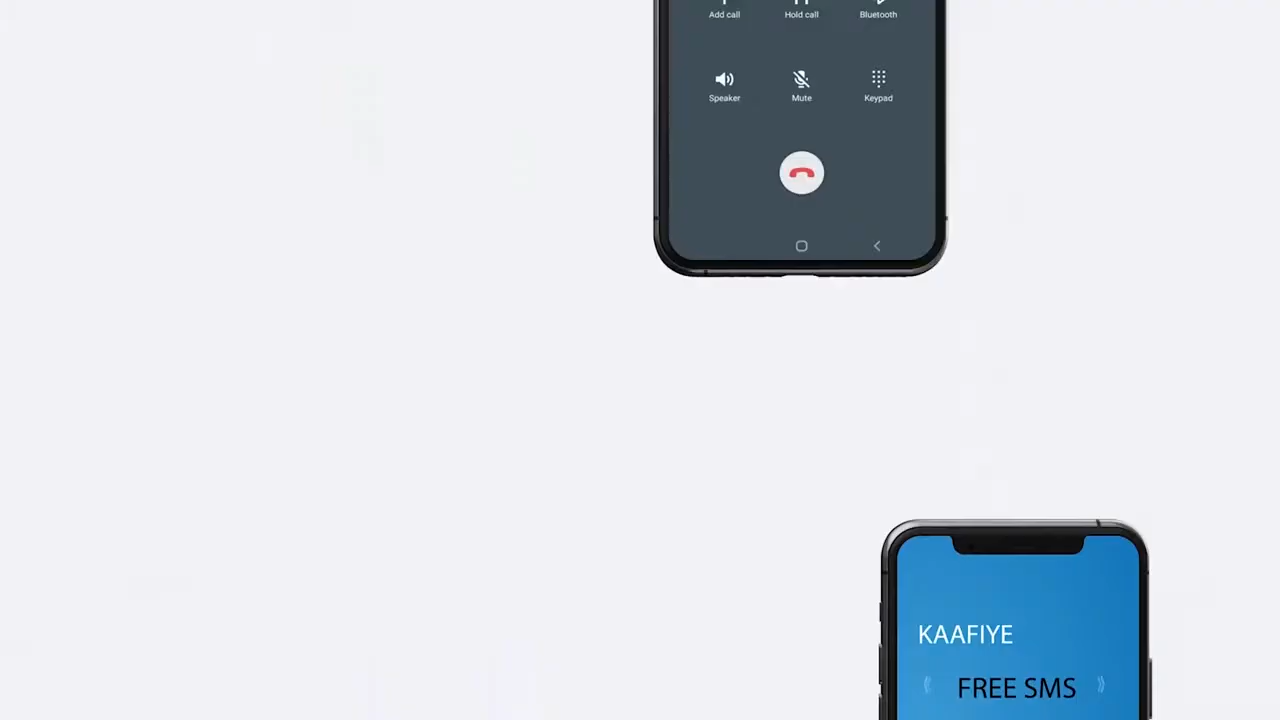 Add call Hold call Bluetooth
Speaker Mute Keypad
KAAFIYE
FREE SMS